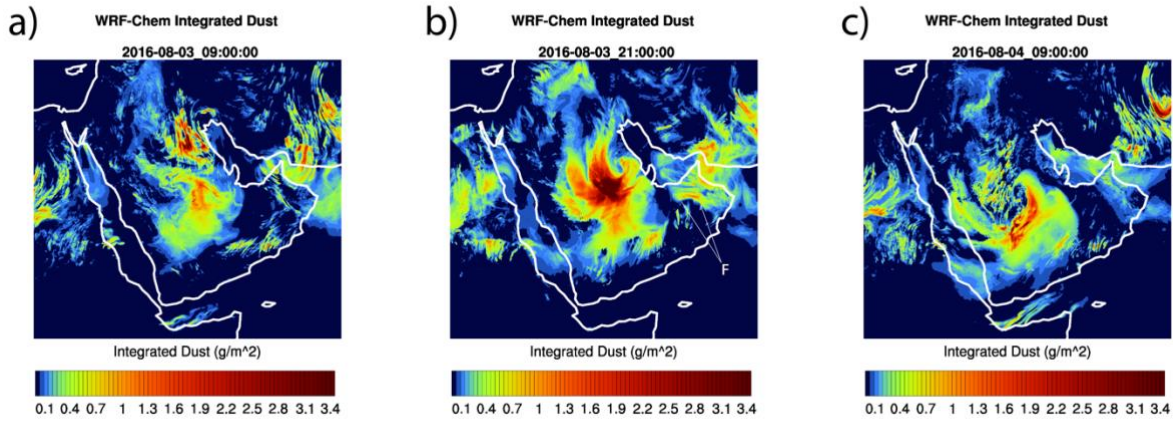 a)
WRF-Chem Integrated Dust
2016-08-03_09:00:00
Integrated Dust (g/m^2)
0.1 0.4 0.7 1 1.3 1.6 1.9 2.2 2.5 2.8 3.1 3.4
b)
WRF-Chem Integrated Dust
2016-08-03_21:00:00
F
Integrated Dust (g/m^2)
0.1 0.4 0.7 1 1.3 1.6 1.9 2.2 2.5 2.8 3.1 3.4
c)
WRF-Chem Integrated Dust
2016-08-04_09:00:00
Integrated Dust (g/m^2)
0.1 0.4 0.7 1 1.3 1.6 1.9 2.2 2.5 2.8 3.1 3.4